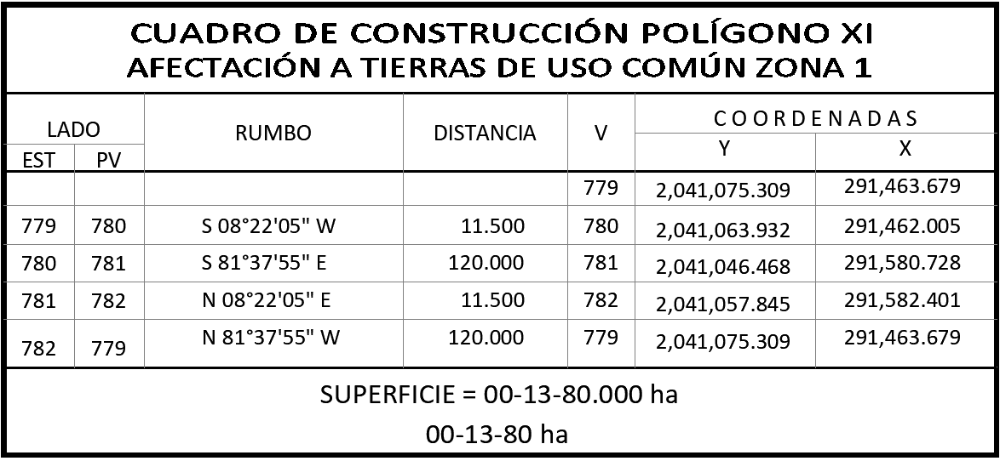 CUADRO DE CONSTRUCCIÓN POLÍGONO XI
AFECTACIÓN A TIERRAS DE USO COMÚN ZONA 1
LADO RUMBO DISTANCIA V COORDENADAS
EST PV Y X
779 2,041,075.309 291,463.679
779 780 S 08°22'05" W 11.500 780 2,041,063.932 291,462.005
780 781 S 81°37'55" E 120.000 781 2,041,046.468 291,580.728
781 782 N 08°22'05" E 11.500 782 2,041,057.845 291,582.401
782 779 N 81°37'55" W 120.000 779 2,041,075.309 291,463.679
SUPERFICIE = 00-13-80.000 ha
00-13-80 ha